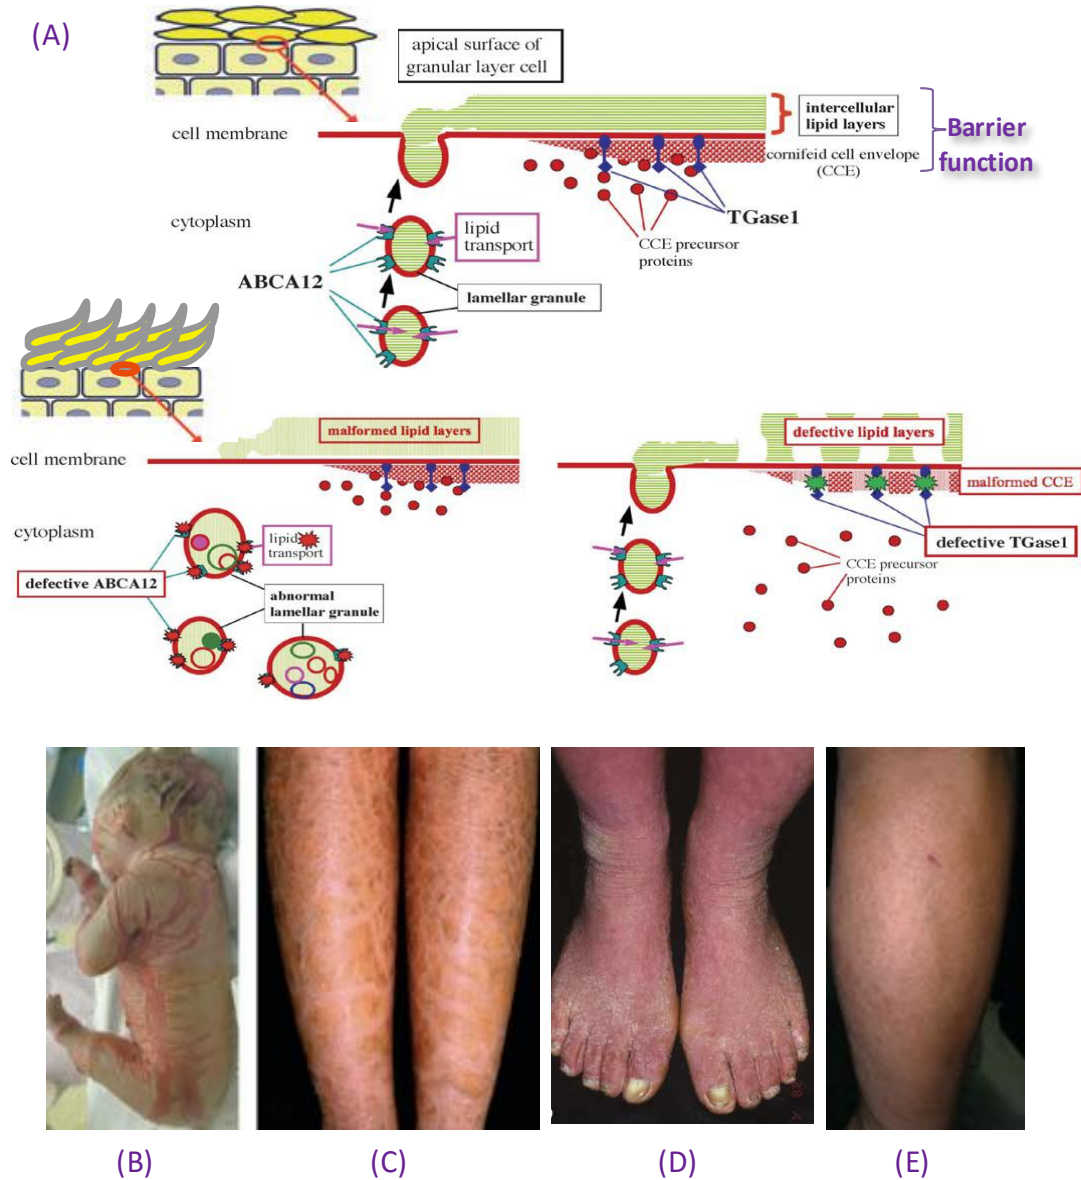 (A)
apical surface of
granular layer cell
cell membrane
intercellular
lipid layers
Barrier
function
cornifeid cell envelope
(CCE)
TGase1
cytoplasm
lipid
transport
CCE precursor
proteins
ABCA12
lamellar granule
malformed lipid layers
defective lipid layers
cell membrane
malformed CCE
cytoplasm
lipid
transport
defective TGase1
CCE precursor
proteins
defective ABCA12
abnormal
lamellar granule
(B)
(C)
(D)
(E)